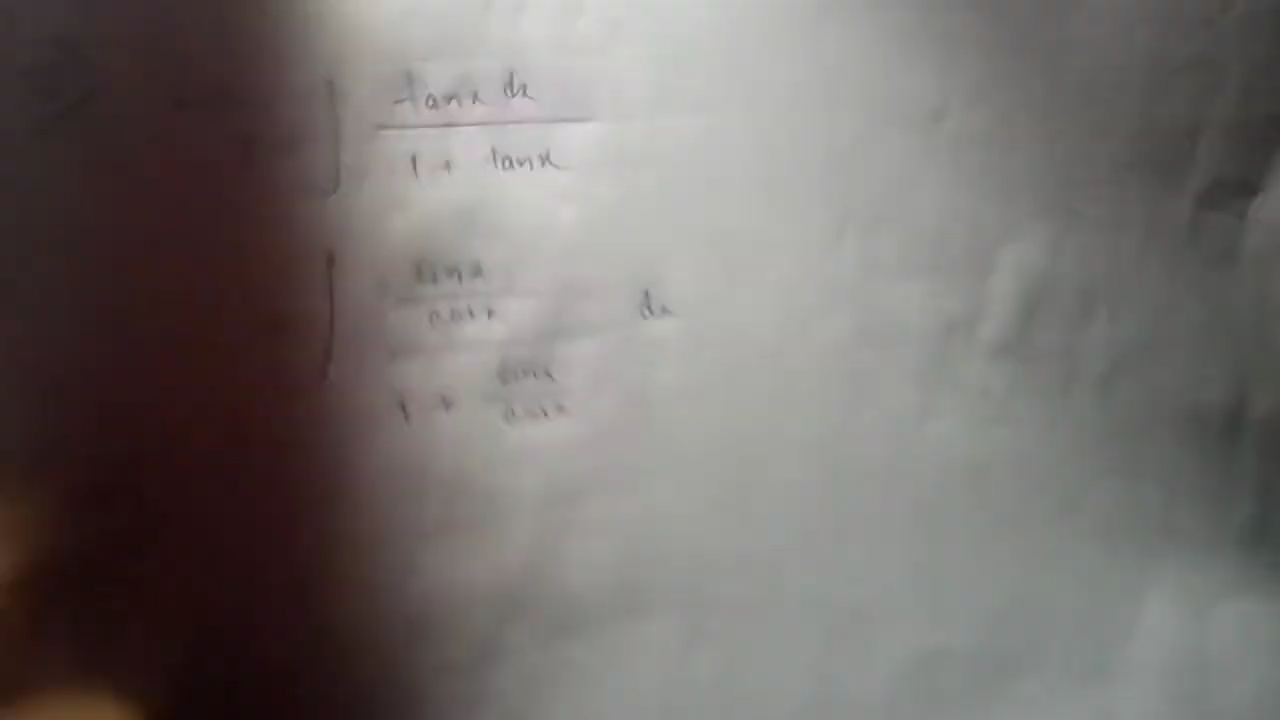 ∫ tanx dx
1 + tanx
∫ sinx
cosx dx
1 + sinx
cosx